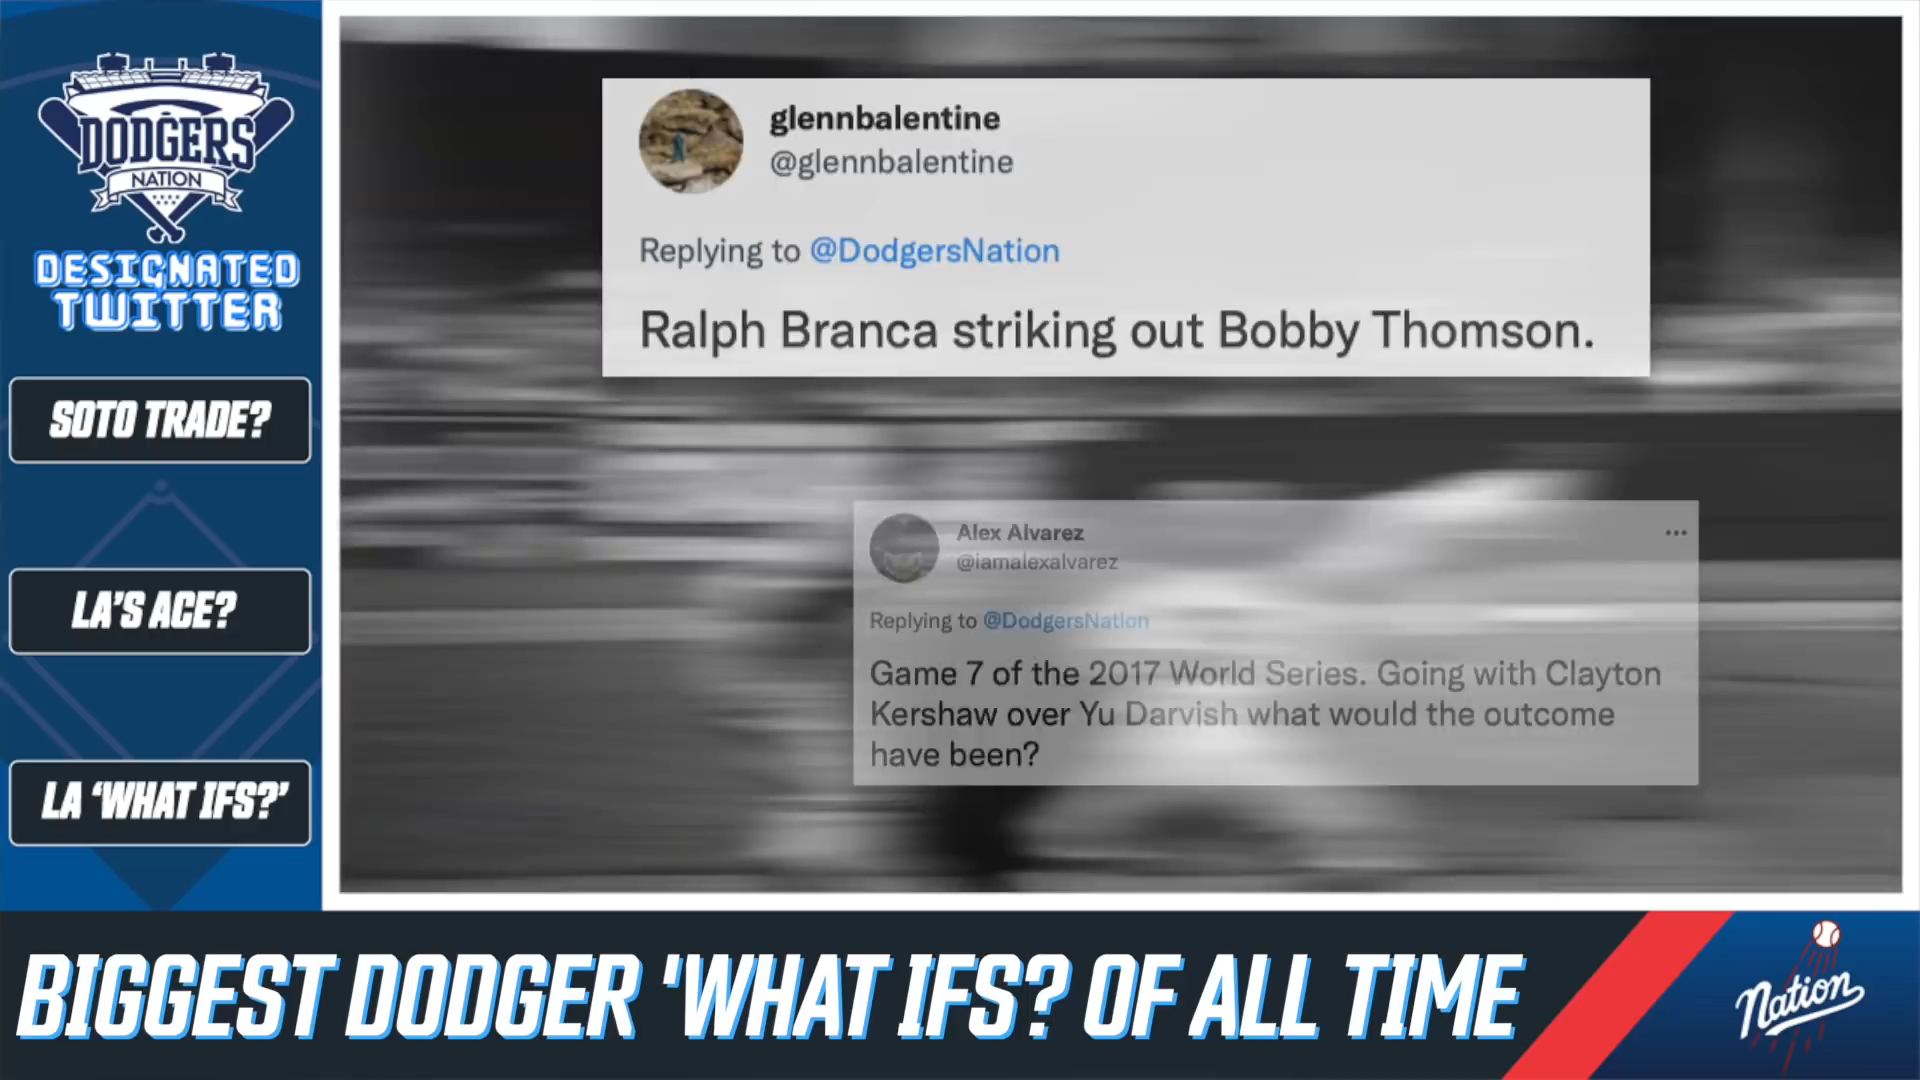 DODGERS
NATION
DESIGNATED
TWITTER
SOTO TRADE?
LA'S ACE?
LA 'WHAT IFS?'
glennbalentine
@glennbalentine
Replying to @DodgersNation
Ralph Branca striking out Bobby Thomson.
Alex Alvarez
@iamalexalvarez
Replying to @DodgersNation
Game 7 of the 2017 World Series. Going with Clayton
Kershaw over Yu Darvish what would the outcome
have been?
BIGGEST DODGER 'WHAT IFS? OF ALL TIME
Nation